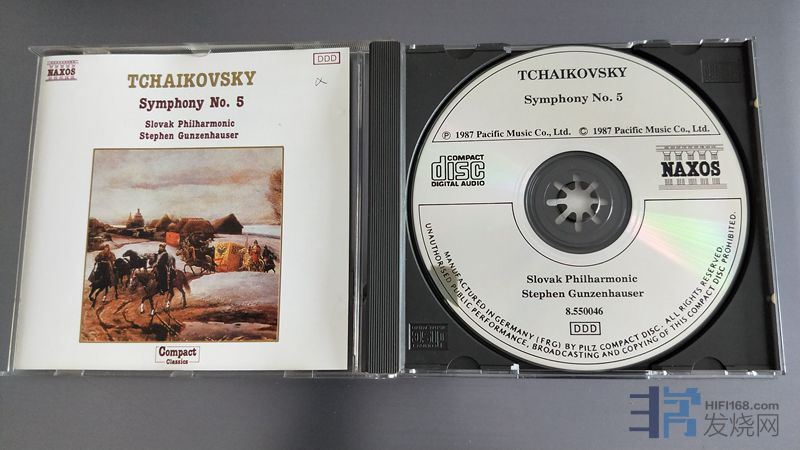 NAXOS
DDD
TCHAIKOVSKY
Symphony No. 5
Slovak Philharmonic
Stephen Gunzenhauser
Compact
Classics
TCHAIKOVSKY
Symphony No. 5
℗ 1987 Pacific Music Co., Ltd. © 1987 Pacific Music Co., Ltd.
COMPACT
disc
DIGITAL AUDIO
NAXOS
Slovak Philharmonic
Stephen Gunzenhauser
8.550046
DDD
MANUFACTURED IN GERMANY (FRG) BY PILZ COMPACT DISC. ALL RIGHTS RESERVED.
UNAUTHORISED PUBLIC PERFORMANCE, BROADCASTING AND COPYING OF THIS COMPACT DISC PROHIBITED.
disc
HIFI168.com
发烧网